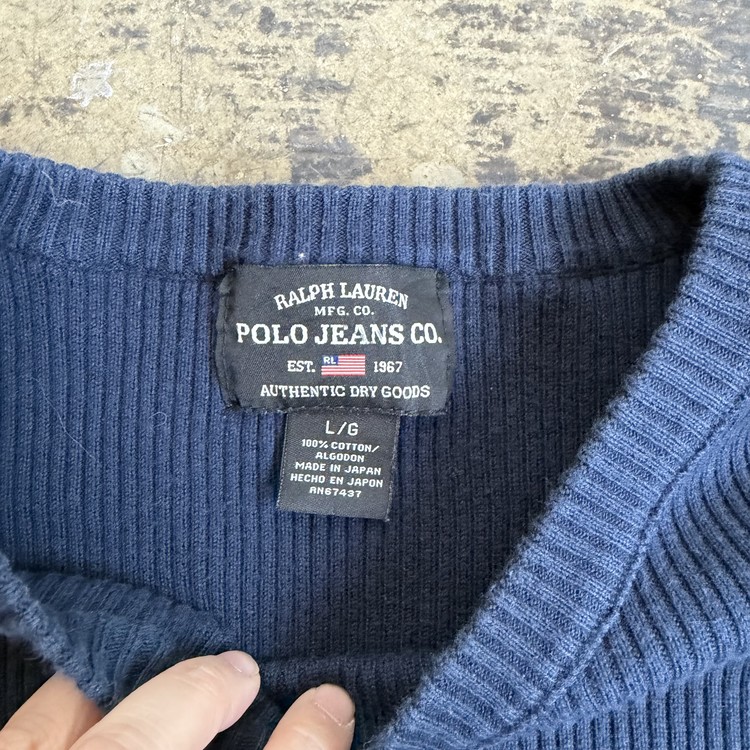 RALPH LAUREN
MFG. CO.
POLO JEANS CO.
EST. RL 1967
AUTHENTIC DRY GOODS
L/G
100% COTTON/
ALGODON
MADE IN JAPAN
HECHO EN JAPON
AN67437